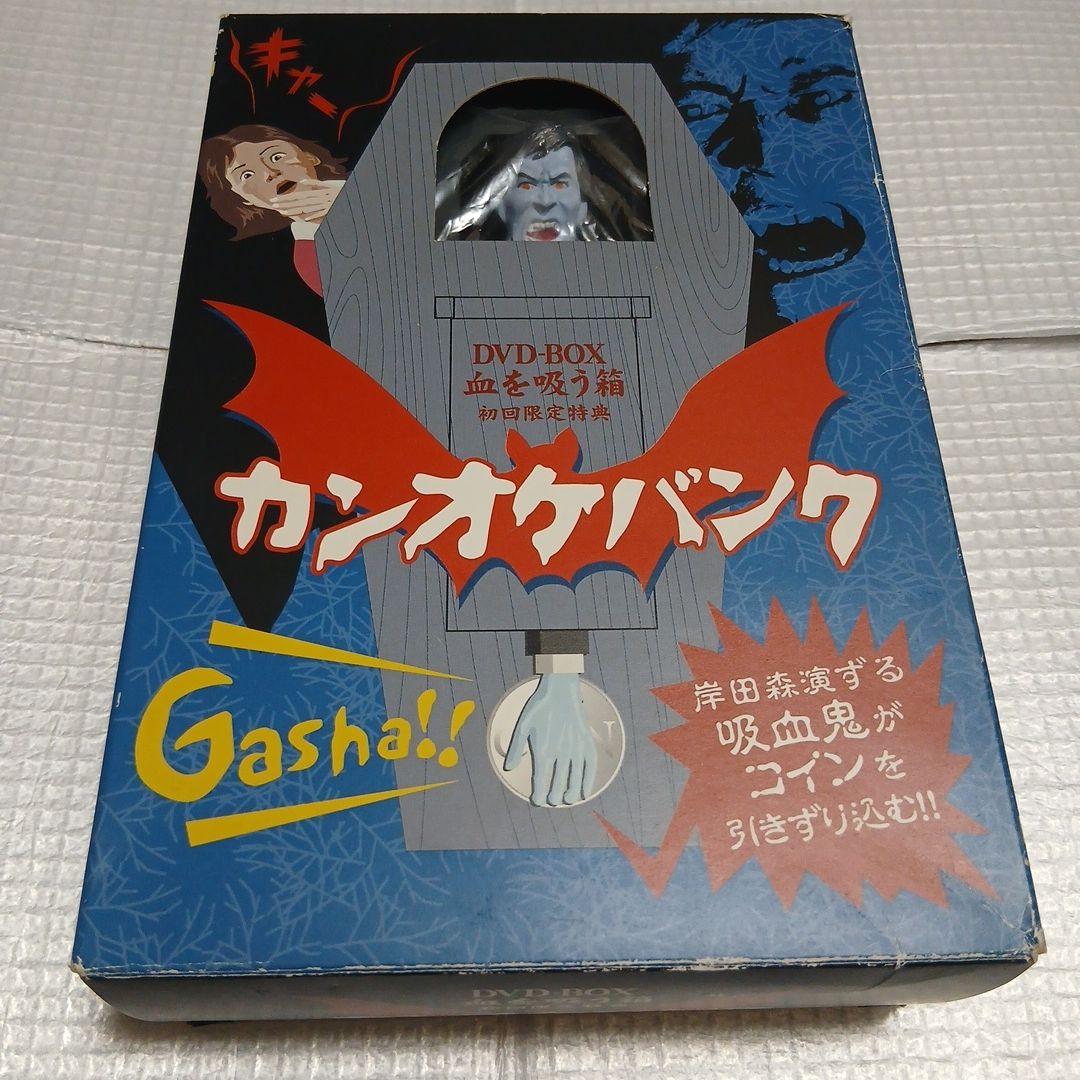 キャー
DVD-BOX
血を吸う箱
初回限定特典
カンオケバンク
Gasha!!
岸田森演ずる
吸血鬼が
コインを
引きずり込む!!
DVD-BOX